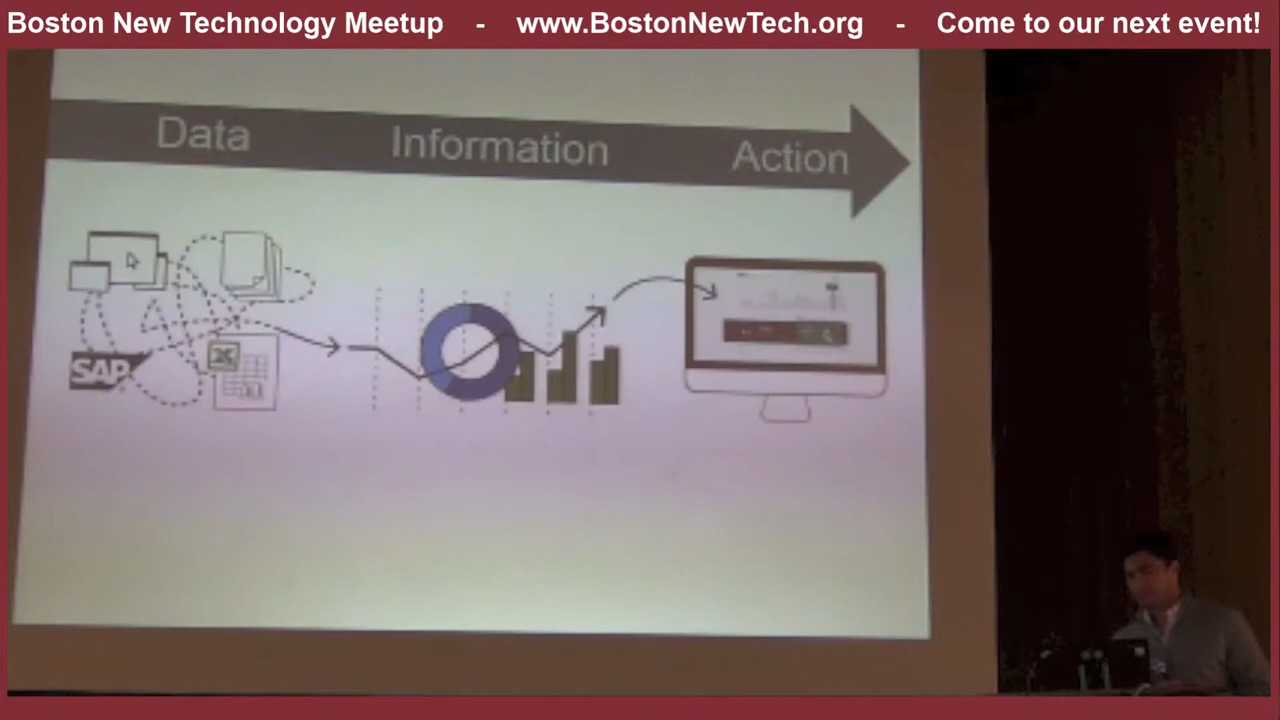 Boston New Technology Meetup - www.BostonNewTech.org - Come to our next event!
Data Information Action
SAP
X